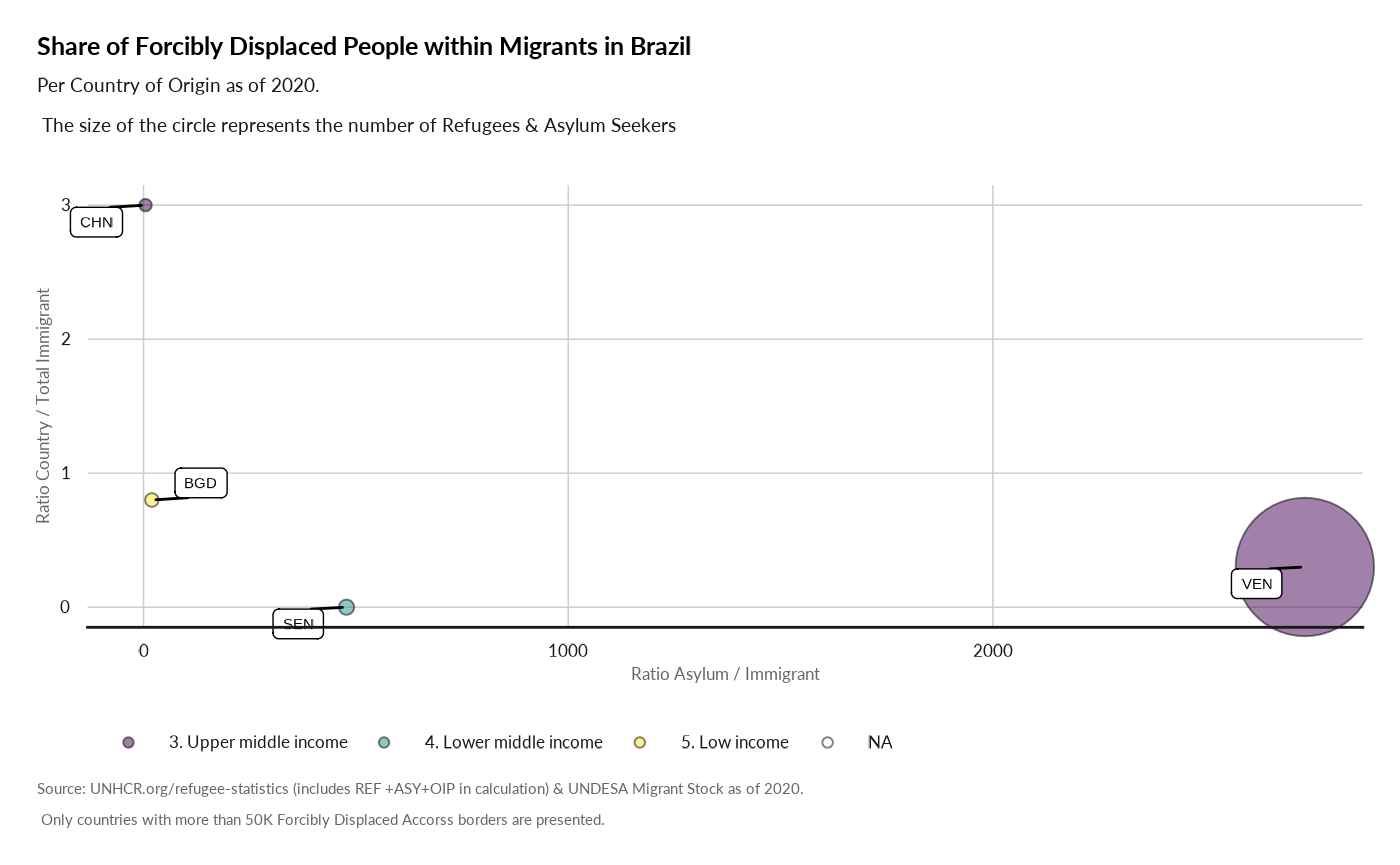 Share of Forcibly Displaced People within Migrants in Brazil
Per Country of Origin as of 2020.
The size of the circle represents the number of Refugees & Asylum Seekers
3
CHN
2
1
BGD
VEN
0
SEN
Ratio Country / Total Immigrant
0 1000 2000
Ratio Asylum / Immigrant
3. Upper middle income 4. Lower middle income 5. Low income NA
Source: UNHCR.org/refugee-statistics (includes REF +ASY+OIP in calculation) & UNDESA Migrant Stock as of 2020.
Only countries with more than 50K Forcibly Displaced Accorss borders are presented.